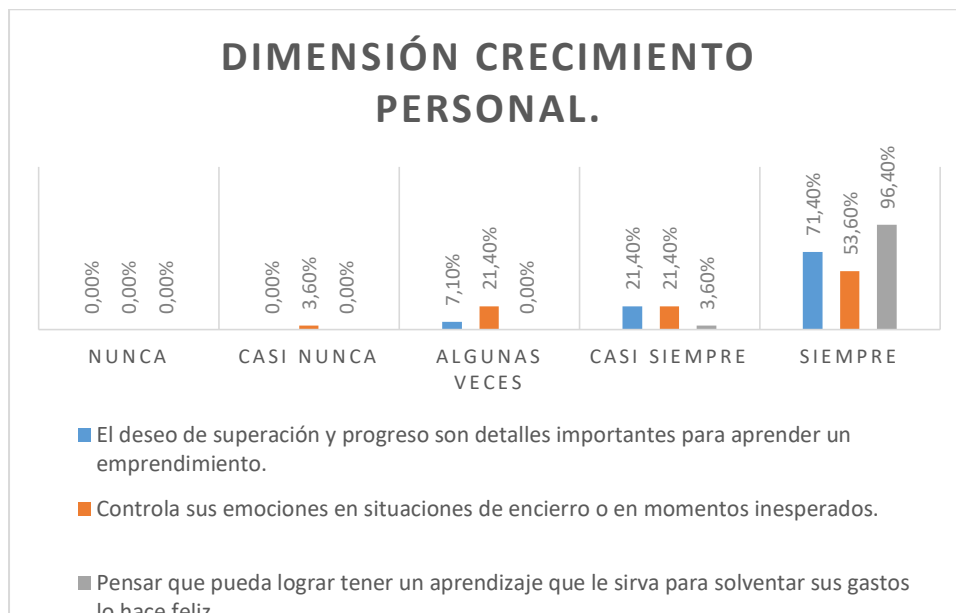 DIMENSIÓN CRECIMIENTO
PERSONAL.
0,00% 0,00% 0,00% 0,00% 3,60% 0,00% 7,10% 21,40% 0,00% 21,40% 21,40% 3,60% 71,40% 53,60% 96,40%
NUNCA CASI NUNCA ALGUNAS VECES CASI SIEMPRE SIEMPRE
El deseo de superación y progreso son detalles importantes para aprender un
emprendimiento.
Controla sus emociones en situaciones de encierro o en momentos inesperados.
Pensar que pueda lograr tener un aprendizaje que le sirva para solventar sus gastos
lo hace feliz